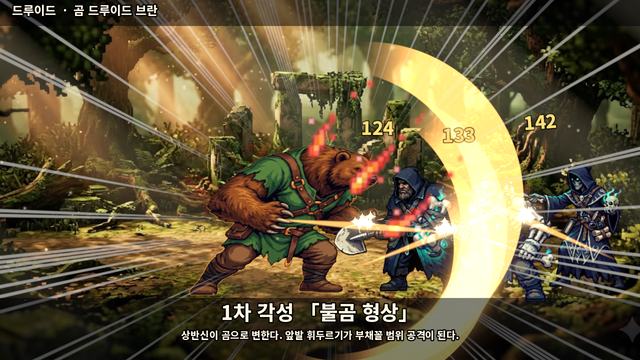 드루이드 · 곰 드루이드 브란
124
133
142
1차 각성 「불곰 형상」
상반신이 곰으로 변한다. 앞발 휘두르기가 부채꼴 범위 공격이 된다.